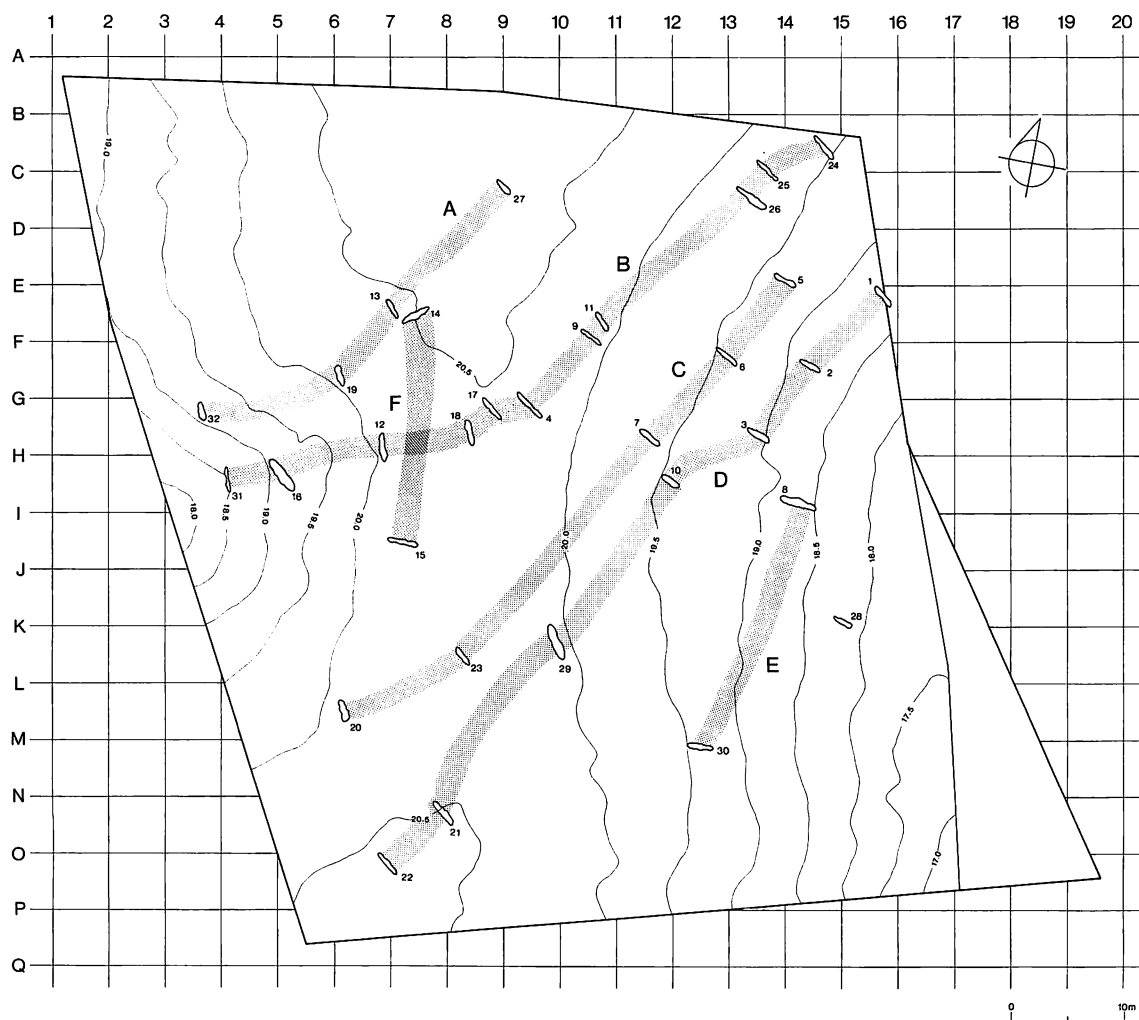 1 2 3 4 5 6 7 8 9 10 11 12 13 14 15 16 17 18 19 20
A
B
C
D
E
F
G
H
I
J
K
L
M
N
O
P
Q
19.0
24
25
27
A
26
B
5
1
13
11
14
9
C
6
2
20.5
19
F
17
4
32
18
12
7
3
10
D
31
16
8
18.0
18.5
19.0
19.5
20.0
15
20.0
19.5
19.0
18.5
18.0
28
23
29
E
20
17.5
30
20.5
21
22
17.0
0 10m